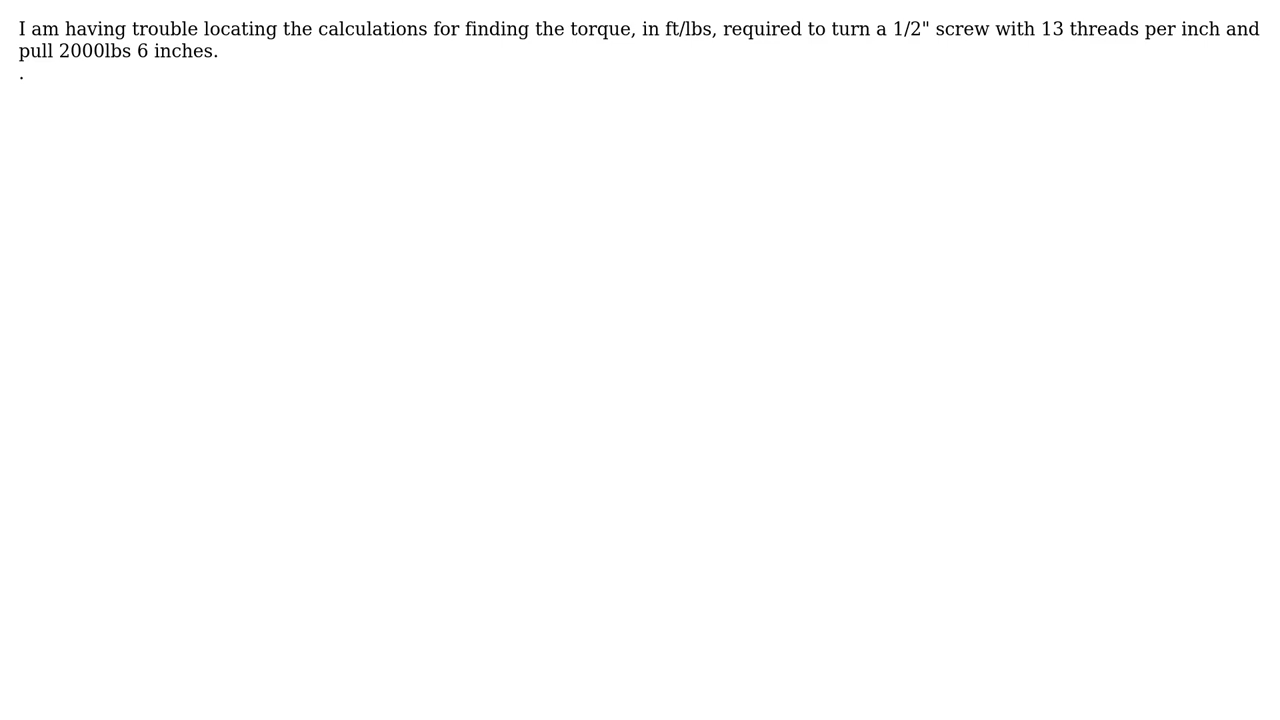 I am having trouble locating the calculations for finding the torque, in ft/lbs, required to turn a 1/2" screw with 13 threads per inch and
pull 2000lbs 6 inches.
.